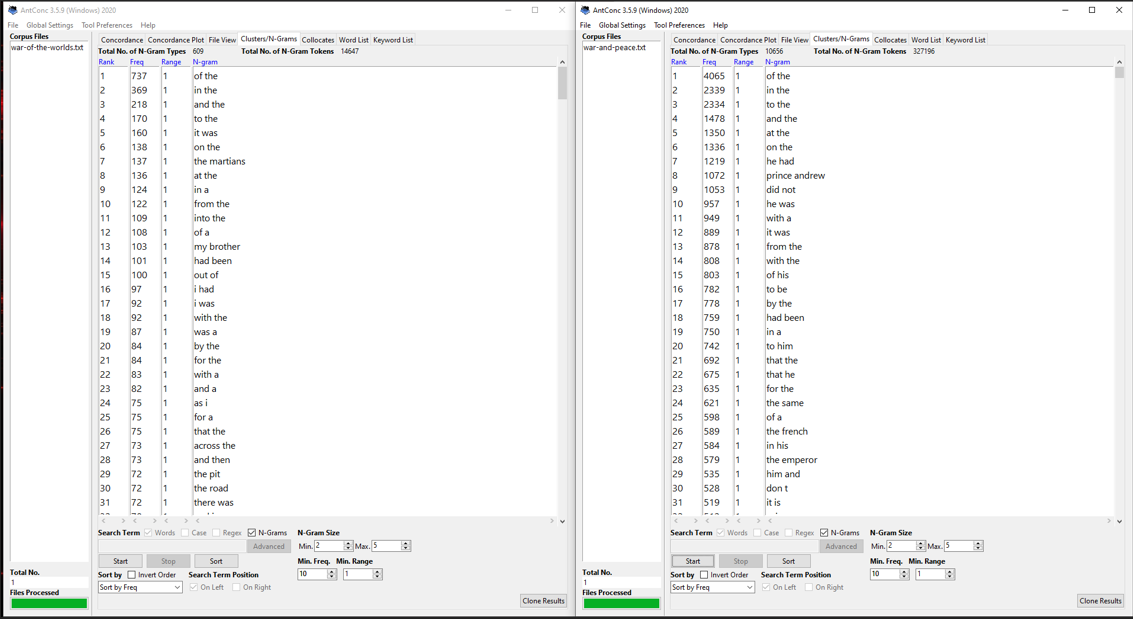 AntConc 3.5.9 (Windows) 2020
File Global Settings Tool Preferences Help
Corpus Files
war-of-the-worlds.txt
Concordance Concordance Plot File View Clusters/N-Grams Collocates Word List Keyword List
Total No. of N-Gram Types 609 Total No. of N-Gram Tokens 14647
Rank Freq Range N-gram
1 737 1 of the
2 369 1 in the
3 218 1 and the
4 170 1 to the
5 160 1 it was
6 138 1 on the
7 137 1 the martians
8 136 1 at the
9 124 1 in a
10 122 1 from the
11 109 1 into the
12 108 1 of a
13 103 1 my brother
14 101 1 had been
15 100 1 out of
16 97 1 i had
17 92 1 i was
18 92 1 with the
19 87 1 was a
20 84 1 by the
21 84 1 for the
22 83 1 with a
23 82 1 and a
24 75 1 as i
25 75 1 for a
26 75 1 that the
27 73 1 across the
28 73 1 and then
29 72 1 the pit
30 72 1 the road
31 72 1 there was
Search Term Words Case Regex N-Grams N-Gram Size
Advanced Min. 2 Max. 5
Start Stop Sort Min. Freq. Min. Range
Sort by Invert Order Search Term Position 10 1
Sort by Freq On Left On Right
Total No.
1
Files Processed
Clone Results
AntConc 3.5.9 (Windows) 2020
File Global Settings Tool Preferences Help
Corpus Files
war-and-peace.txt
Concordance Concordance Plot File View Clusters/N-Grams Collocates Word List Keyword List
Total No. of N-Gram Types 10656 Total No. of N-Gram Tokens 327196
Rank Freq Range N-gram
1 4065 1 of the
2 2339 1 in the
3 2334 1 to the
4 1478 1 and the
5 1350 1 at the
6 1336 1 on the
7 1219 1 he had
8 1072 1 prince andrew
9 1053 1 did not
10 957 1 he was
11 949 1 with a
12 889 1 it was
13 878 1 from the
14 808 1 with the
15 803 1 of his
16 782 1 to be
17 778 1 by the
18 759 1 had been
19 750 1 in a
20 742 1 to him
21 692 1 that the
22 675 1 that he
23 635 1 for the
24 621 1 the same
25 598 1 of a
26 589 1 the french
27 584 1 in his
28 579 1 the emperor
29 535 1 him and
30 528 1 don t
31 519 1 it is
Search Term Words Case Regex N-Grams N-Gram Size
Advanced Min. 2 Max. 5
Start Stop Sort Min. Freq. Min. Range
Sort by Invert Order Search Term Position 10 1
Sort by Freq On Left On Right
Total No.
1
Files Processed
Clone Results